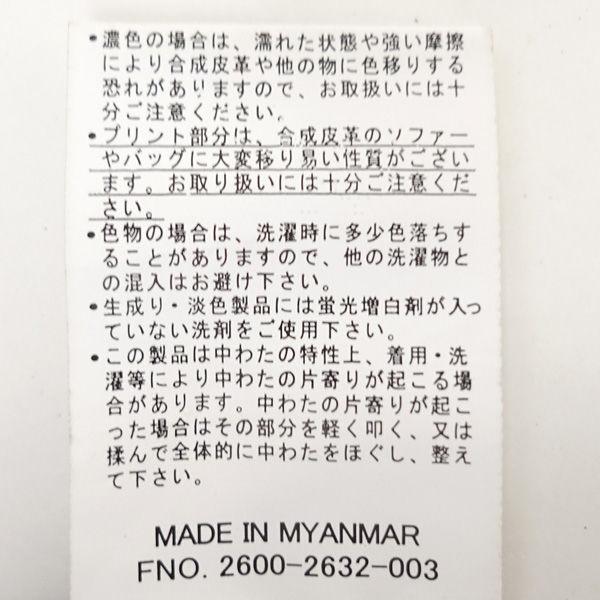 ・濃色の場合は、濡れた状態や強い摩擦
により合成皮革や他の物に色移りする
恐れがありますので、お取扱いには十
分ご注意ください。
・プリント部分は、合成皮革のソファー
やバッグに大変移り易い性質がござい
ます。お取り扱いには十分ご注意くだ
さい。
・色物の場合は、洗濯時に多少色落ちす
ることがありますので、他の洗濯物と
の混入はお避け下さい。
・生成り・淡色製品には蛍光増白剤が入っ
ていない洗剤をご使用下さい。
・この製品は中わたの特性上、着用・洗
濯等により中わたの片寄りが起こる場
合があります。中わたの片寄りが起こ
った場合はその部分を軽く叩く、又は
揉んで全体的に中わたをほぐし、整え
て下さい。
MADE IN MYANMAR
FNO. 2600-2632-003